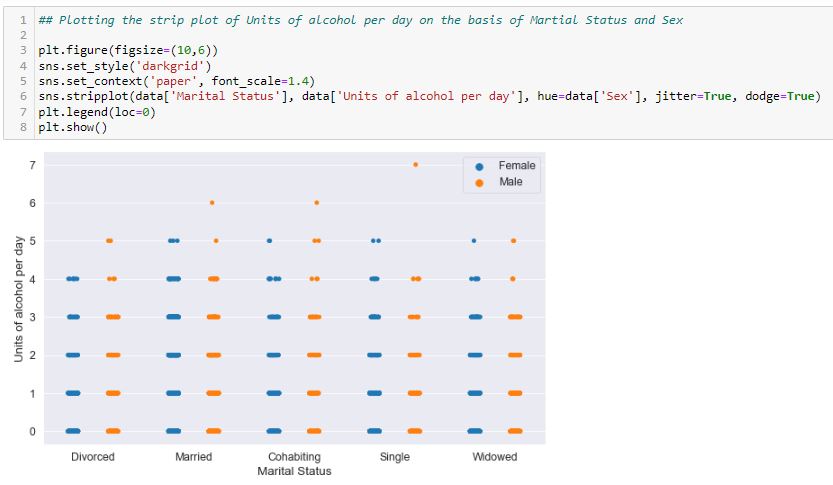 1 ## Plotting the strip plot of Units of alcohol per day on the basis of Martial Status and Sex
2
3 plt.figure(figsize=(10,6))
4 sns.set_style('darkgrid')
5 sns.set_context('paper', font_scale=1.4)
6 sns.stripplot(data['Marital Status'], data['Units of alcohol per day'], hue=data['Sex'], jitter=True, dodge=True)
7 plt.legend(loc=0)
8 plt.show()
Female
Male
Units of alcohol per day
7
6
5
4
3
2
1
0
Divorced Married Cohabiting Single Widowed
Marital Status